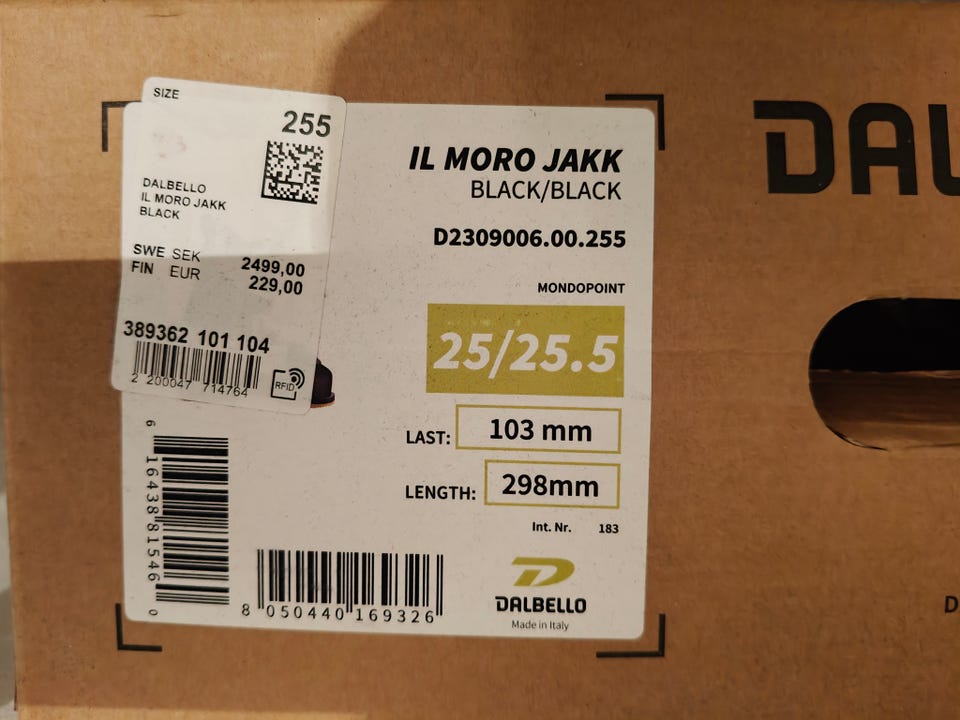 SIZE
255
DALBELLO
IL MORO JAKK
BLACK
SWE SEK 2499,00
FIN EUR 229,00
389362 101 104
2 200047 714764
RFID
IL MORO JAKK
BLACK/BLACK
D2309006.00.255
MONDOPOINT
25/25.5
LAST: 103 mm
LENGTH: 298mm
Int. Nr. 183
6 16438 81546 0
8 050440 169326
DALBELLO
Made in Italy
DAL
D